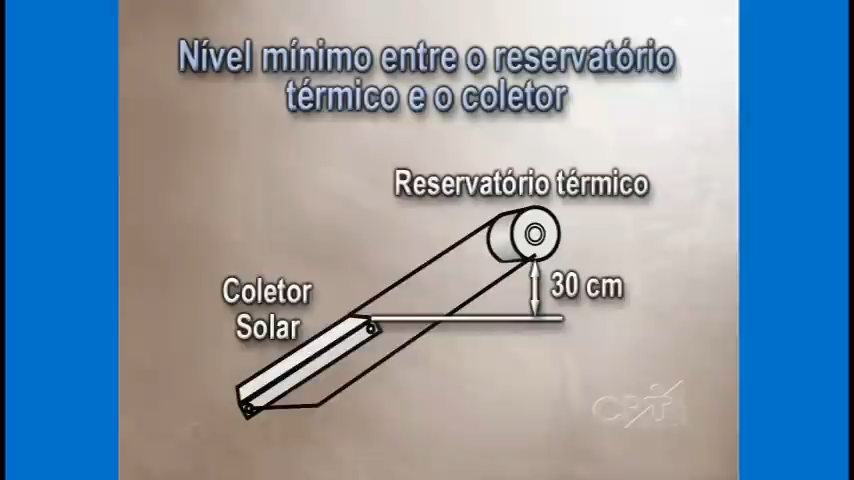 Nível mínimo entre o reservatório
térmico e o coletor
Reservatório térmico
30 cm
Coletor
Solar
CPT